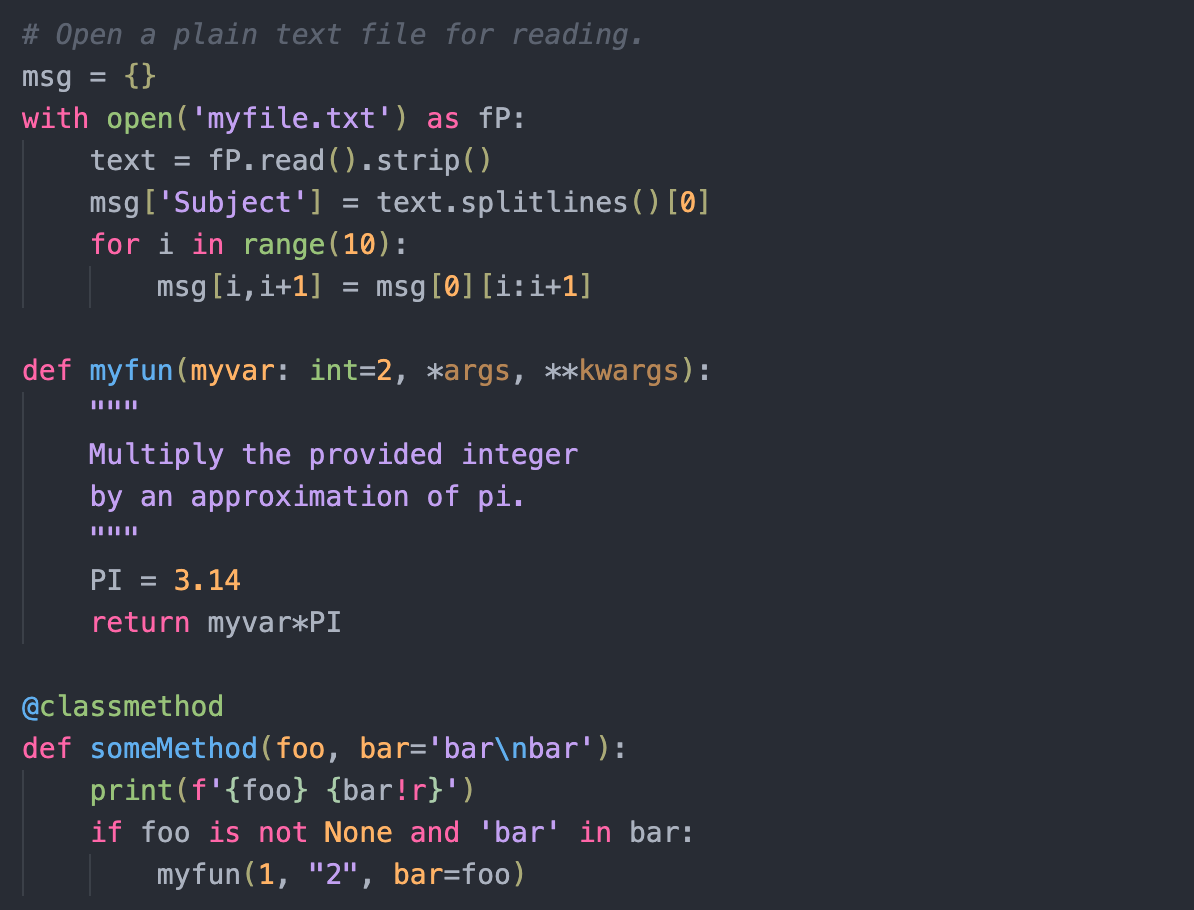 # Open a plain text file for reading.
msg = {}
with open('myfile.txt') as fP:
    text = fP.read().strip()
    msg['Subject'] = text.splitlines()[0]
    for i in range(10):
        msg[i,i+1] = msg[0][i:i+1]

def myfun(myvar: int=2, *args, **kwargs):
    """
    Multiply the provided integer
    by an approximation of pi.
    """
    PI = 3.14
    return myvar*PI

@classmethod
def someMethod(foo, bar='bar\nbar'):
    print(f'{foo} {bar!r}')
    if foo is not None and 'bar' in bar:
        myfun(1, "2", bar=foo)